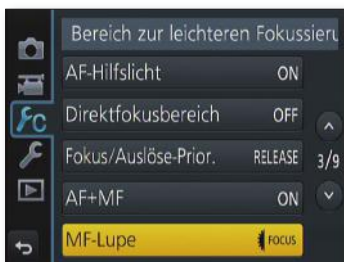 Bereich zur leichteren Fokussieru
AF-Hilfslicht ON
Direktfokusbereich OFF
Fokus/Auslöse-Prior. RELEASE
3/9
AF+MF ON
MF-Lupe FOCUS
FC